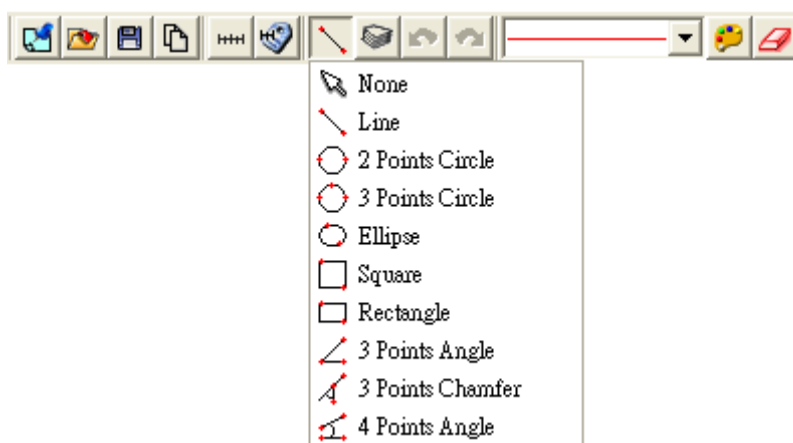 None
Line
2 Points Circle
3 Points Circle
Ellipse
Square
Rectangle
3 Points Angle
3 Points Chamfer
4 Points Angle